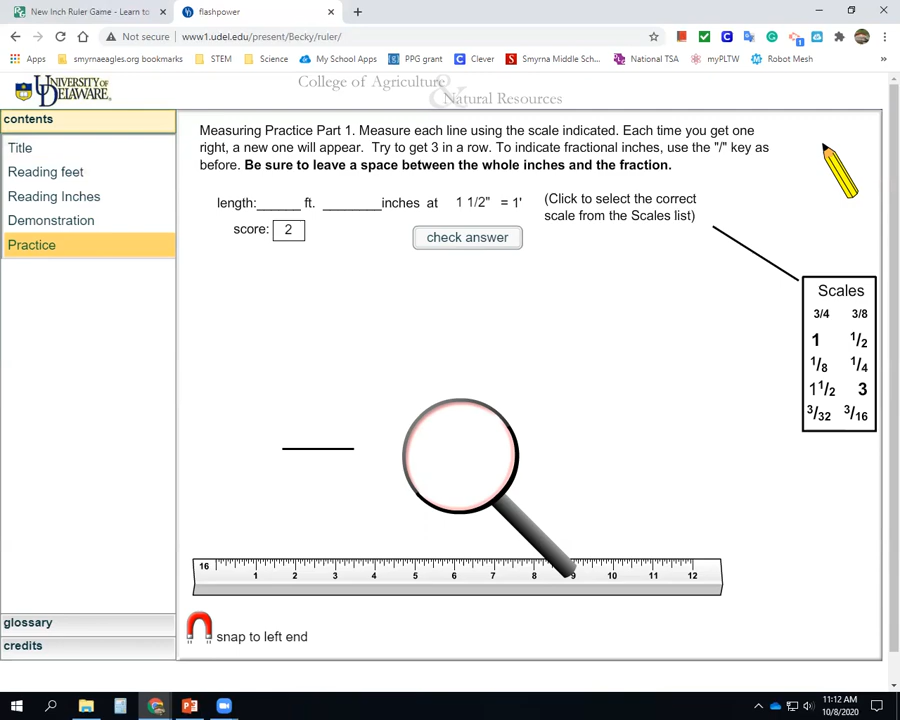 New Inch Ruler Game - Learn to
flashpower
Not secure
www1.udel.edu/present/Becky/ruler/
Apps
smyrnaeagles.org bookmarks
STEM
Science
My School Apps
PPG grant
Clever
Smyrna Middle Sch...
National TSA
myPLTW
Robot Mesh
»
UNIVERSITY OF
DELAWARE
College of Agriculture
&
Natural Resources
contents
Title
Reading feet
Reading Inches
Demonstration
Practice
glossary
credits
Measuring Practice Part 1. Measure each line using the scale indicated. Each time you get one
right, a new one will appear. Try to get 3 in a row. To indicate fractional inches, use the "/" key as
before. Be sure to leave a space between the whole inches and the fraction.
length:______ ft. ________inches at 1 1/2" = 1'
(Click to select the correct
scale from the Scales list)
score: 2
check answer
Scales
3/4 3/8
1 1/2
1/8 1/4
1 1/2 3
3/32 3/16
16 1 2 3 4 5 6 7 8 9 10 11 12
snap to left end
11:12 AM
10/8/2020